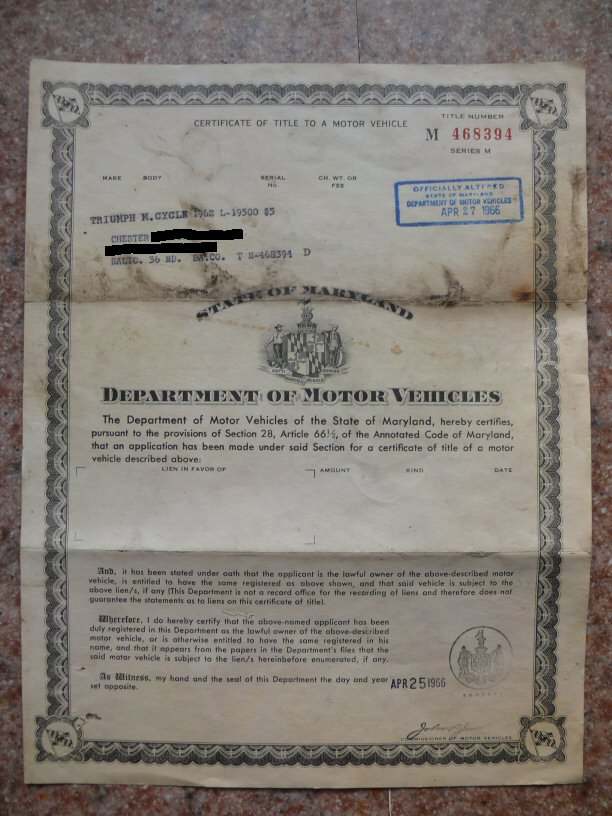 TITLE NUMBER
CERTIFICATE OF TITLE TO A MOTOR VEHICLE
M 468394
SERIES M
MAKE BODY SERIAL No. CH. WT. OR FEE
OFFICIALLY ALTERED
STATE OF MARYLAND
DEPARTMENT OF MOTOR VEHICLES
APR 27 1966
TRIUMPH M.CYCLE 1962 L-19500 $5
CHESTER
BALTO. 36 MD. BA.CO. T M-468394 D
STATE OF MARYLAND
DEPARTMENT OF MOTOR VEHICLES
The Department of Motor Vehicles of the State of Maryland, hereby certifies,
pursuant to the provisions of Section 28, Article 66½, of the Annotated Code of Maryland,
that an application has been made under said Section for a certificate of title of a motor
vehicle described above:
LIEN IN FAVOR OF AMOUNT KIND DATE
And, it has been stated under oath that the applicant is the lawful owner of the above-described motor
vehicle, is entitled to have the same registered as above shown, and that said vehicle is subject to the
above lien/s, if any (This Department is not a record office for the recording of liens and therefore does not
guarantee the statements as to liens on this certificate of title).
Wherefore, I do hereby certify that the above-named applicant has been
duly registered in this Department as the lawful owner of the above-described
motor vehicle, or is otherwise entitled to have the same registered in his
name, and that it appears from the papers in the Department's files that the
said motor vehicle is subject to the lien/s hereinbefore enumerated, if any.
As Witness, my hand and the seal of this Department the day and year
set opposite.
APR 25 1966
COMMISSIONER OF MOTOR VEHICLES